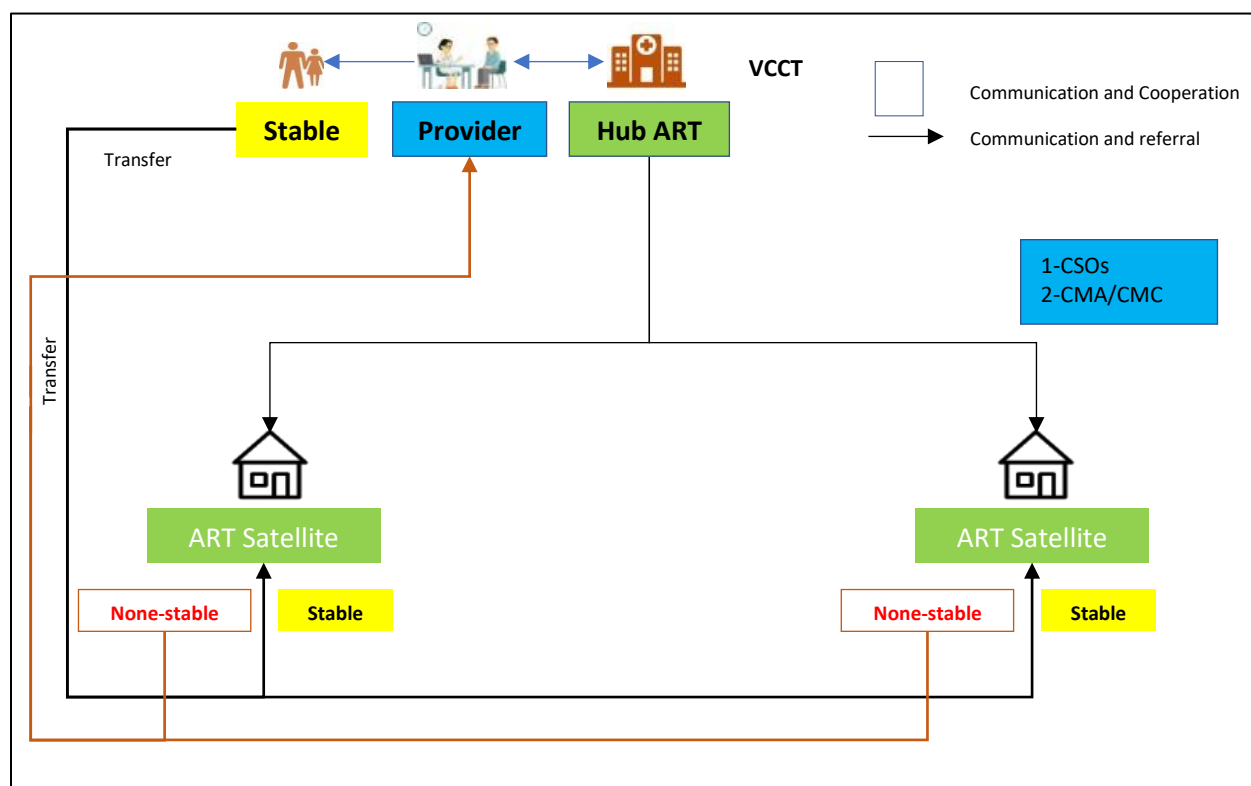 VCCT
Stable
Provider
Hub ART
Communication and Cooperation
Communication and referral
Transfer
1-CSOs
2-CMA/CMC
Transfer
ART Satellite
ART Satellite
None-stable
Stable
None-stable
Stable